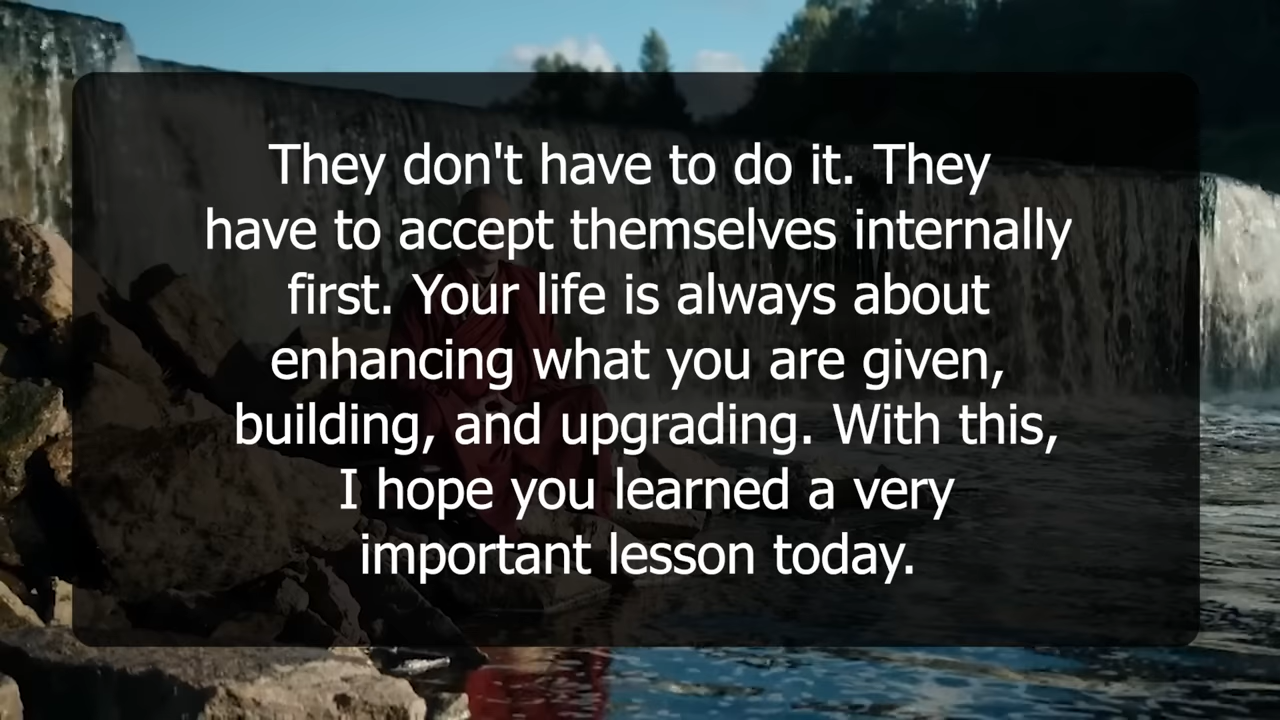 They don't have to do it. They
have to accept themselves internally
first. Your life is always about
enhancing what you are given,
building, and upgrading. With this,
I hope you learned a very
important lesson today.